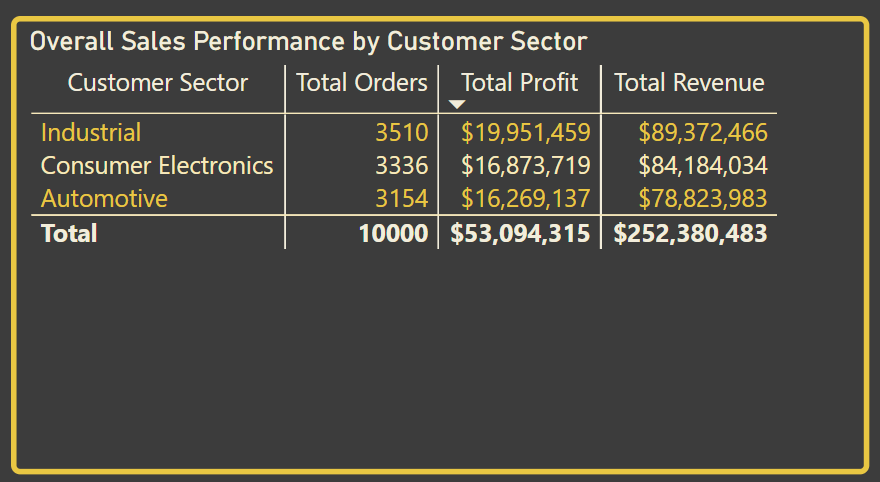 Overall Sales Performance by Customer Sector
Customer Sector Total Orders Total Profit Total Revenue
Industrial 3510 $19,951,459 $89,372,466
Consumer Electronics 3336 $16,873,719 $84,184,034
Automotive 3154 $16,269,137 $78,823,983
Total 10000 $53,094,315 $252,380,483